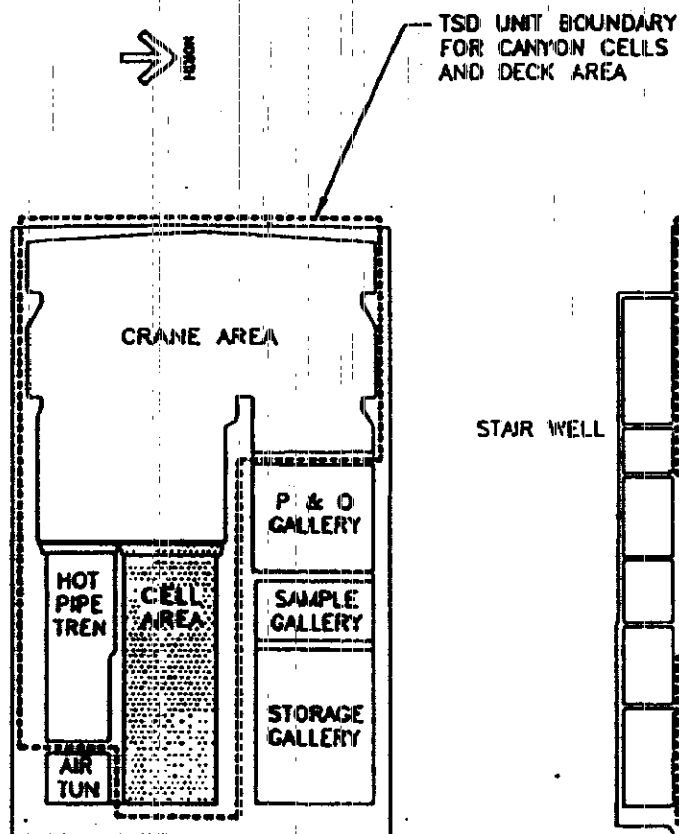 TSD UNIT BOUNDARY
FOR CANYON CELLS
AND DECK AREA
NORTH
CRANE AREA
STAIR WELL
P & O
GALLERY
HOT
PIPE
TREN
CELL
AREA
SAMPLE
GALLERY
STORAGE
GALLERY
AIR
TUN